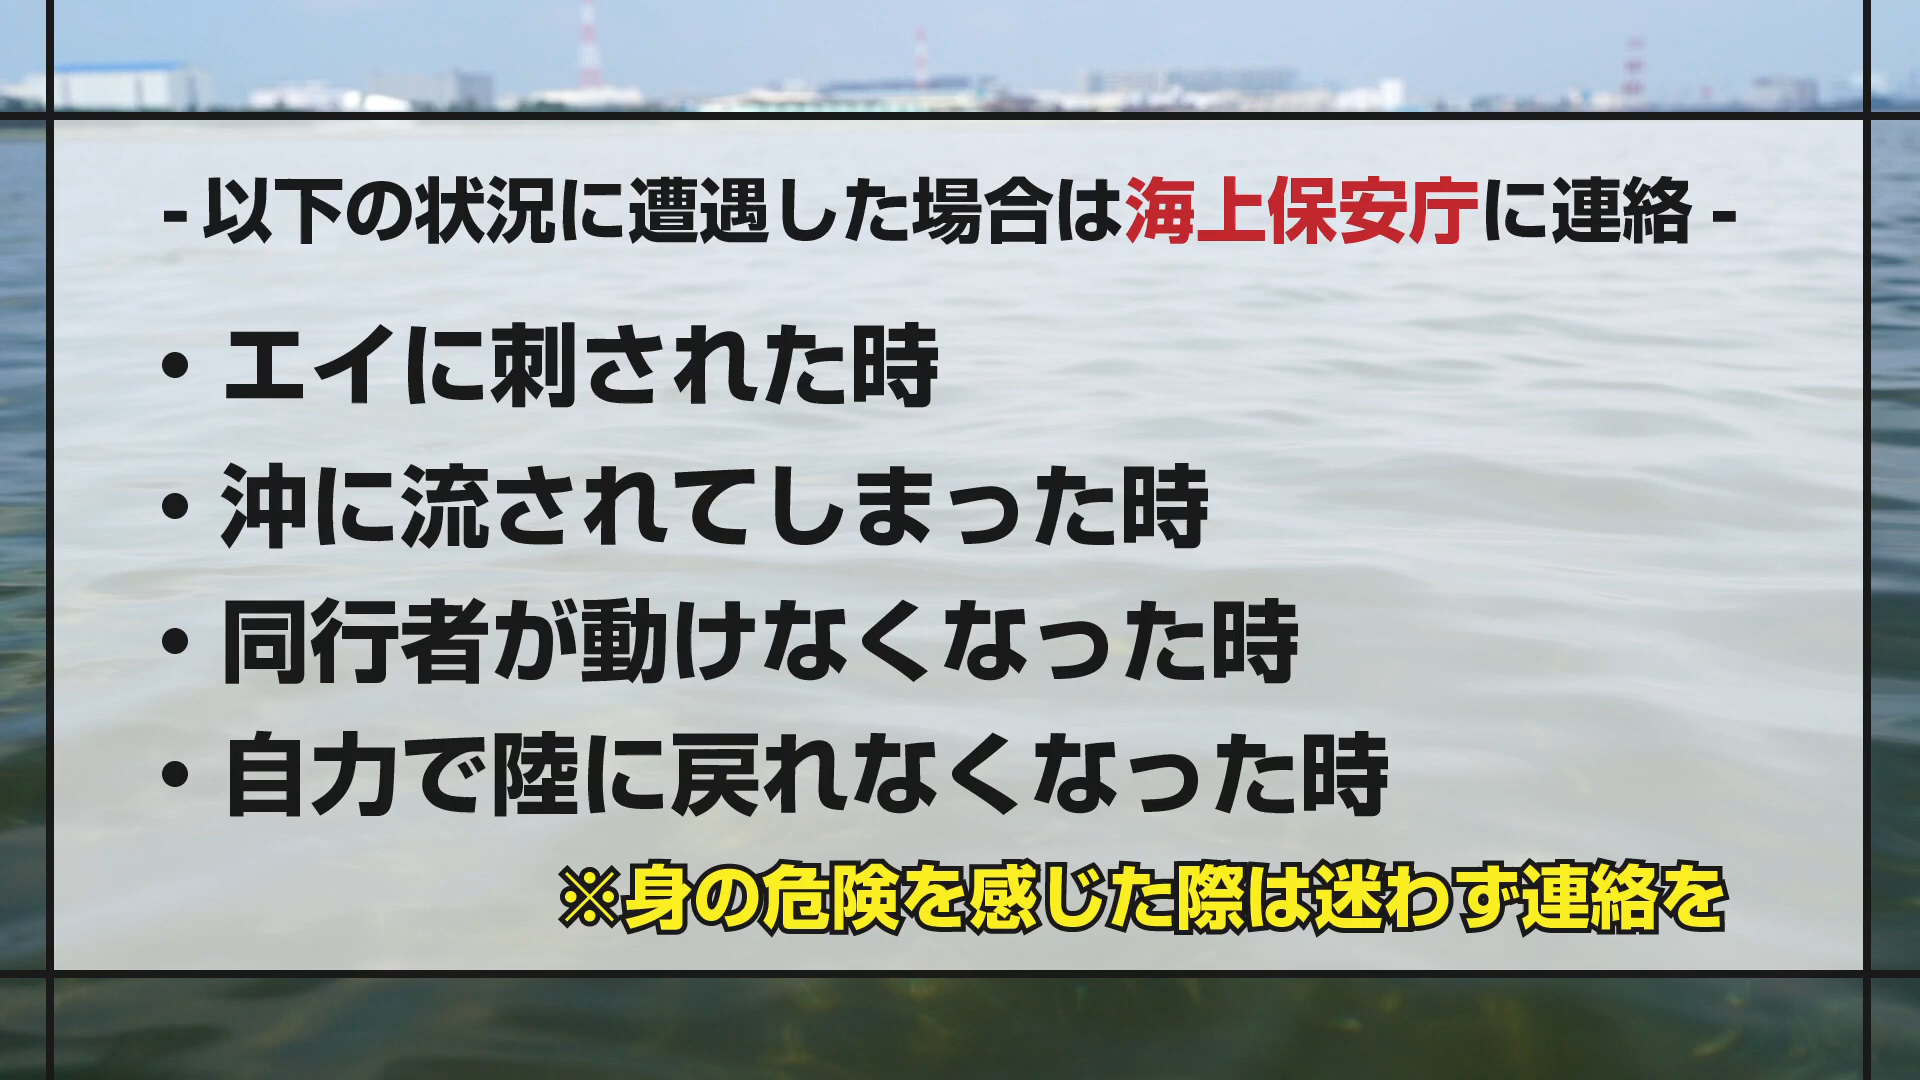 - 以下の状況に遭遇した場合は海上保安庁に連絡 -
・エイに刺された時
・沖に流されてしまった時
・同行者が動けなくなった時
・自力で陸に戻れなくなった時
※身の危険を感じた際は迷わず連絡を